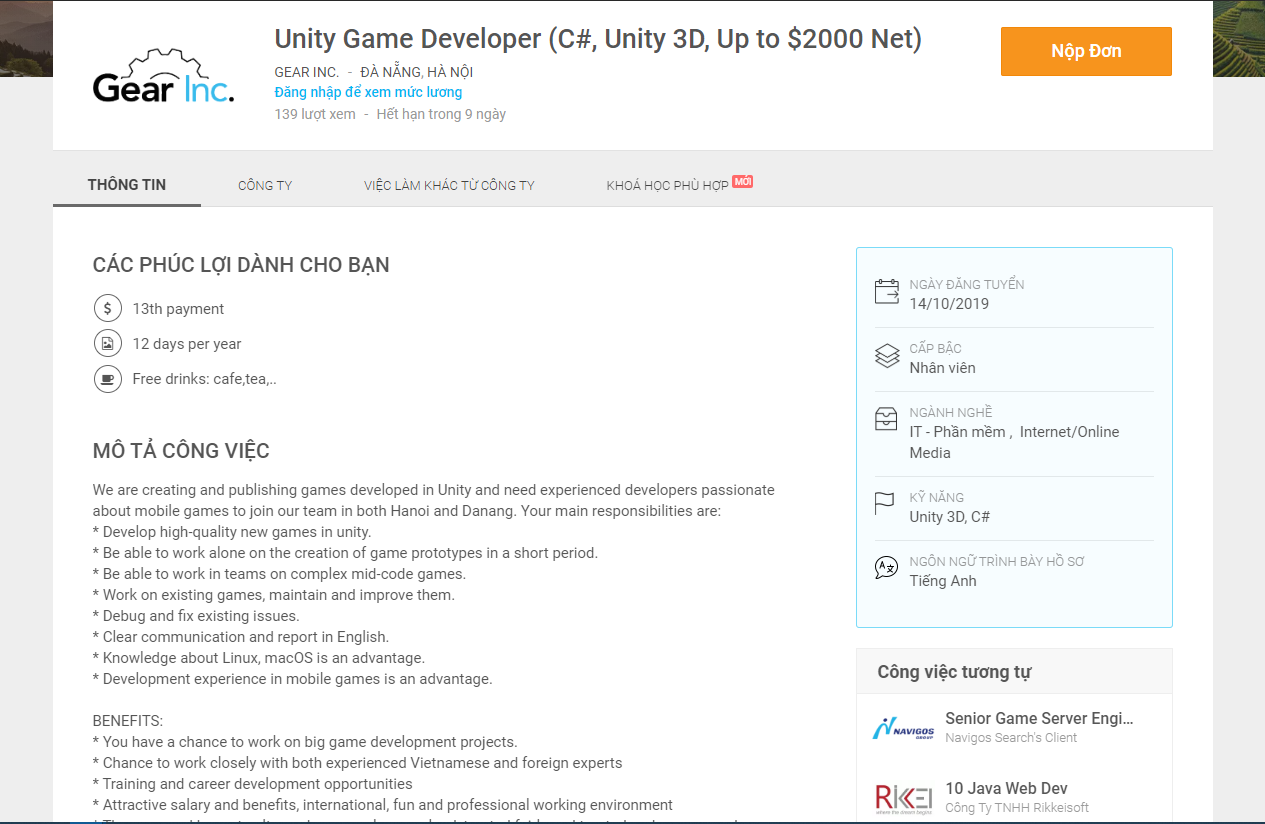 Gear Inc.
Unity Game Developer (C#, Unity 3D, Up to $2000 Net)
GEAR INC. - ĐÀ NẴNG, HÀ NỘI
Đăng nhập để xem mức lương
139 lượt xem - Hết hạn trong 9 ngày
Nộp Đơn
THÔNG TIN
CÔNG TY
VIỆC LÀM KHÁC TỪ CÔNG TY
KHOÁ HỌC PHÙ HỢP MỚI
CÁC PHÚC LỢI DÀNH CHO BẠN
13th payment
12 days per year
Free drinks: cafe,tea,..
MÔ TẢ CÔNG VIỆC
We are creating and publishing games developed in Unity and need experienced developers passionate
about mobile games to join our team in both Hanoi and Danang. Your main responsibilities are:
* Develop high-quality new games in unity.
* Be able to work alone on the creation of game prototypes in a short period.
* Be able to work in teams on complex mid-code games.
* Work on existing games, maintain and improve them.
* Debug and fix existing issues.
* Clear communication and report in English.
* Knowledge about Linux, macOS is an advantage.
* Development experience in mobile games is an advantage.
BENEFITS:
* You have a chance to work on big game development projects.
* Chance to work closely with both experienced Vietnamese and foreign experts
* Training and career development opportunities
* Attractive salary and benefits, international, fun and professional working environment
NGÀY ĐĂNG TUYỂN
14/10/2019
CẤP BẬC
Nhân viên
NGÀNH NGHỀ
IT - Phần mềm , Internet/Online
Media
KỸ NĂNG
Unity 3D, C#
NGÔN NGỮ TRÌNH BÀY HỒ SƠ
Tiếng Anh
Công việc tương tự
NAVIGOS
GROUP
Senior Game Server Engi...
Navigos Search's Client
RIKKEI
where the dream begins
10 Java Web Dev
Công Ty TNHH Rikkeisoft